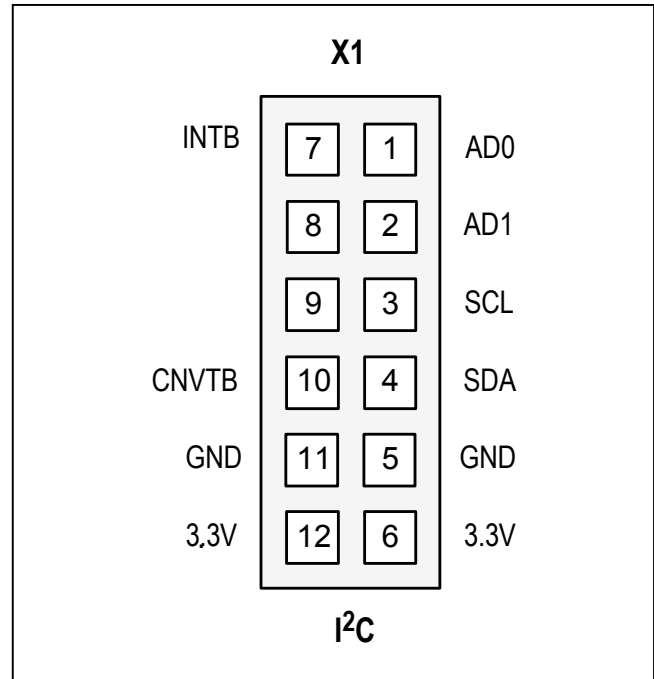 X1
INTB 7 1 AD0
8 2 AD1
9 3 SCL
CNVTB 10 4 SDA
GND 11 5 GND
3.3V 12 6 3.3V
I²C